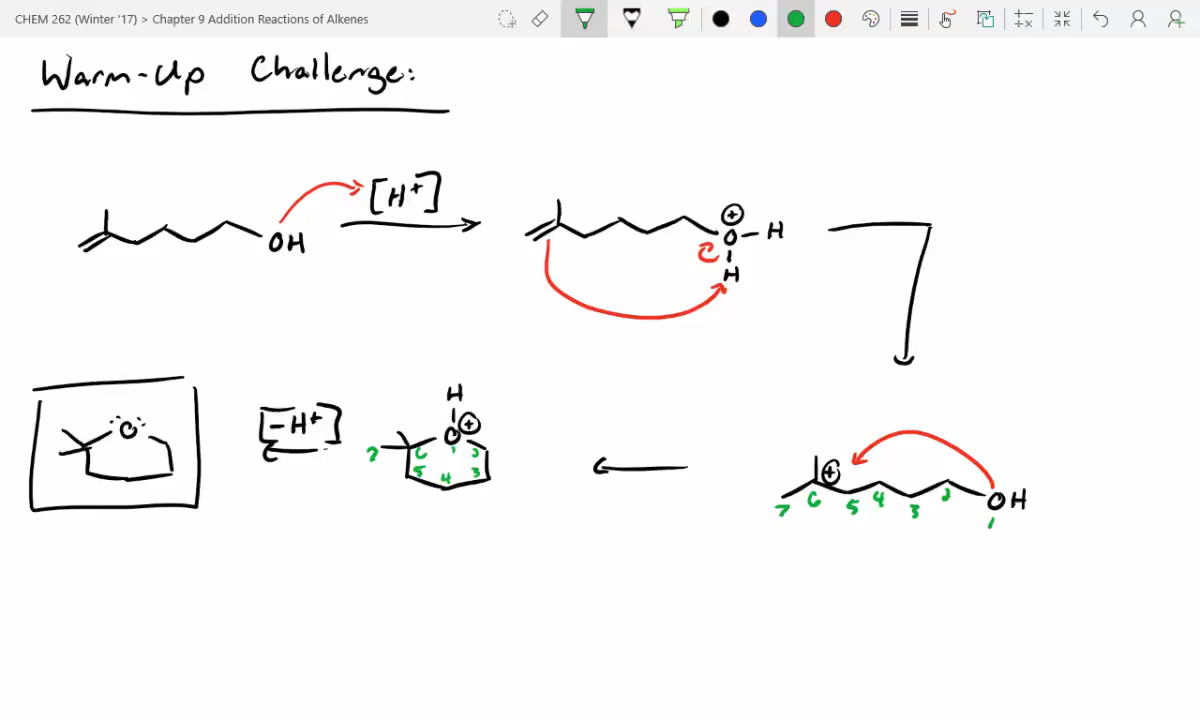 CHEM 262 (Winter '17) > Chapter 9 Addition Reactions of Alkenes
Warm-Up Challenge:
[H+]
OH
+
O-H
H
[-H+]
H
O +
7 6 1 2
5 4 3
O
+
7 6 5 4 3 2 OH
1